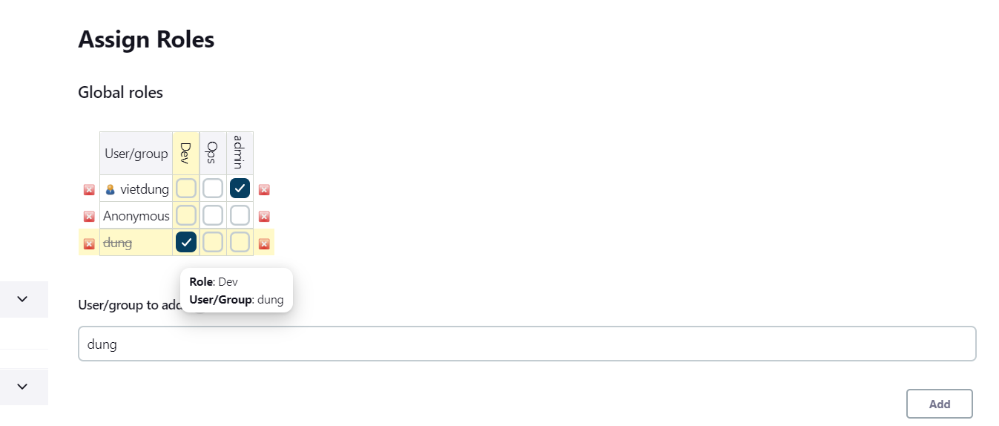 Assign Roles
Global roles
User/group Dev Ops admin
vietdung
Anonymous
dung
Role: Dev
User/Group: dung
User/group to add
dung
Add